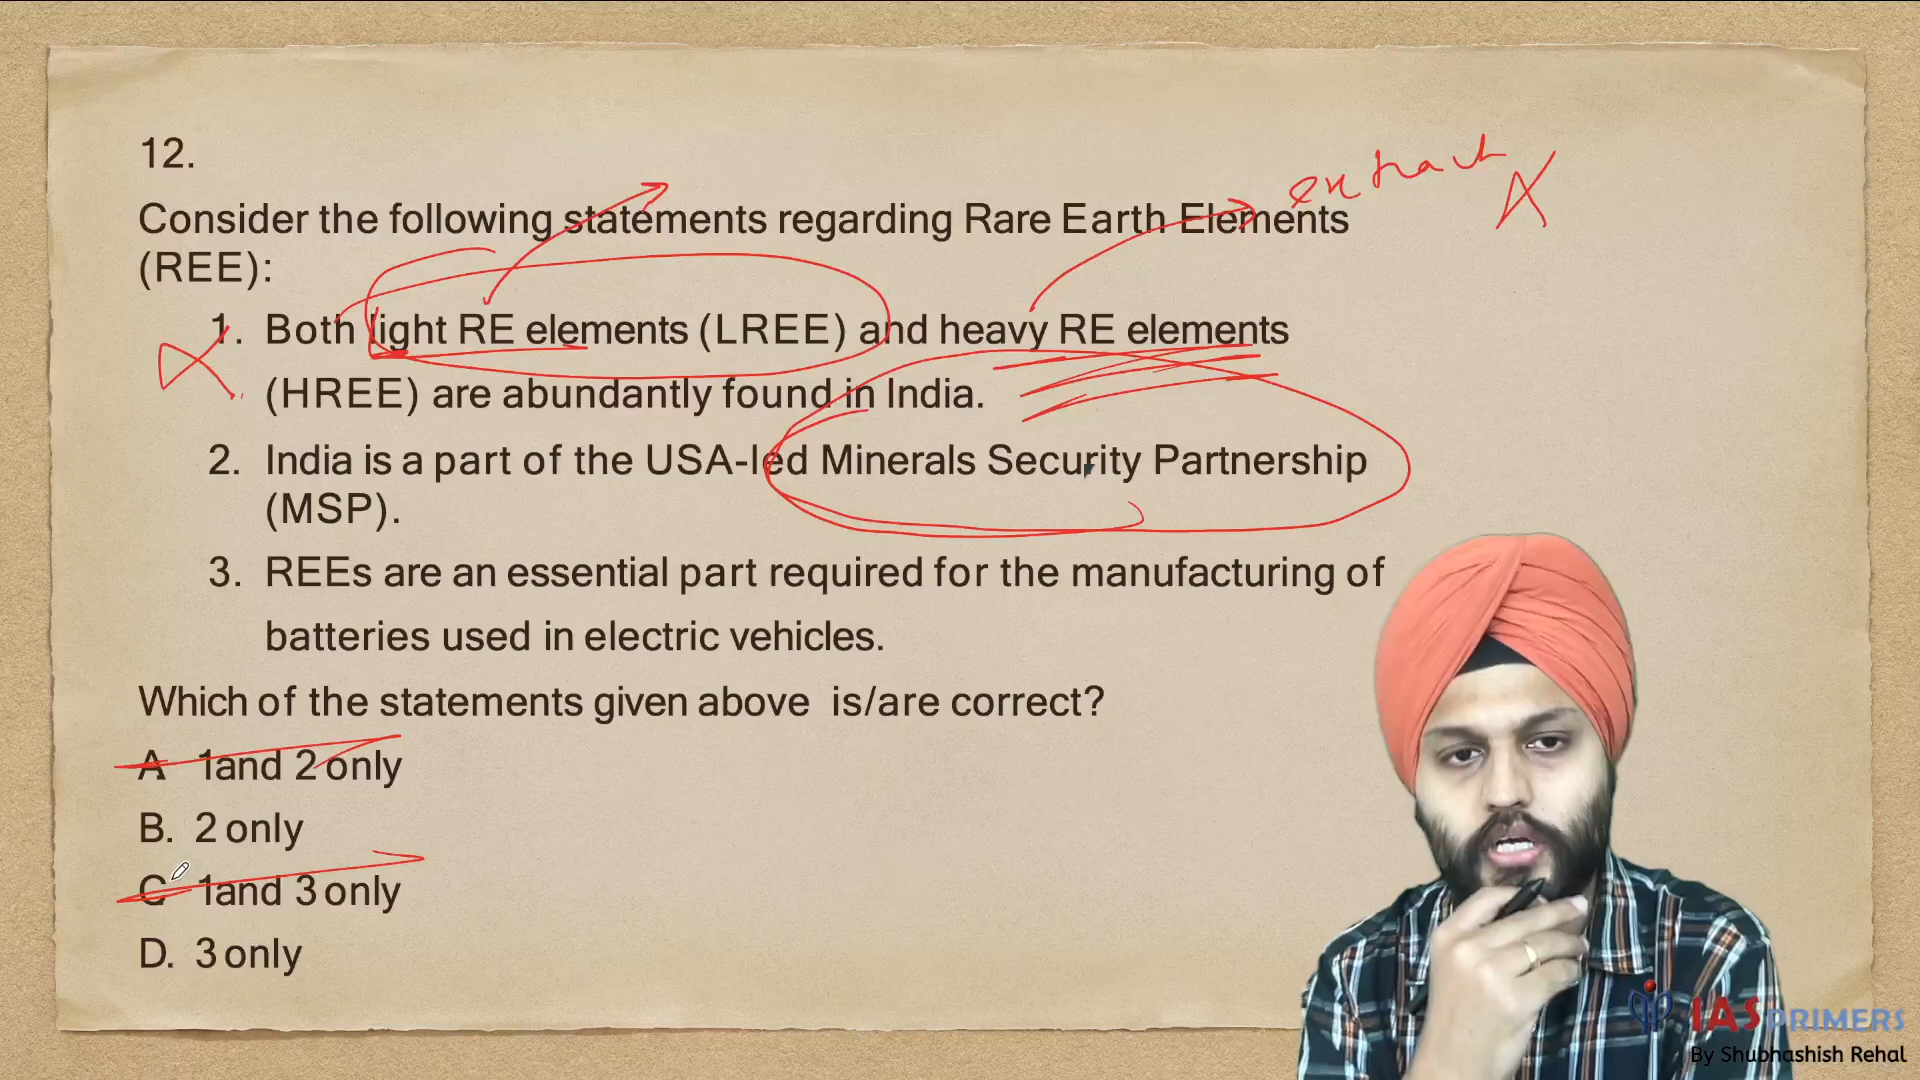 12.
extract
Consider the following statements regarding Rare Earth Elements
(REE):
1. Both light RE elements (LREE) and heavy RE elements
(HREE) are abundantly found in India.
2. India is a part of the USA-led Minerals Security Partnership
(MSP).
3. REEs are an essential part required for the manufacturing of
batteries used in electric vehicles.
Which of the statements given above is/are correct?
A 1and 2 only
B. 2 only
C 1and 3 only
D. 3 only
IAS PRIMERS
By Shubhashish Rehal